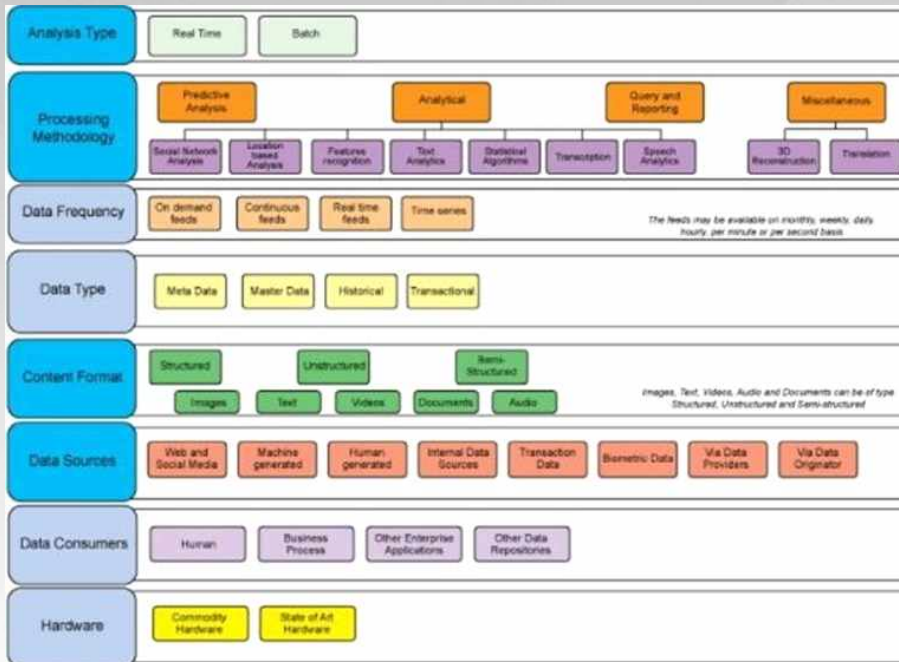 Analysis Type
Real Time
Batch
Processing
Methodology
Predictive
Analysis
Analytical
Query and
Reporting
Miscellaneous
Social Network
Analysis
Location
based
Analysis
Features
recognition
Text
Analytics
Statistical
Algorithms
Transcription
Speech
Analytics
3D
Reconstruction
Translation
Data Frequency
On demand
feeds
Continuous
feeds
Real time
feeds
Time series
The feeds may be available on monthly, weekly, daily
hourly, per minute or per second basis
Data Type
Meta Data
Master Data
Historical
Transactional
Content Format
Structured
Unstructured
Semi-
Structured
Images
Text
Videos
Documents
Audio
Images, Text, Videos, Audio and Documents can be of type
Structured, Unstructured and Semi-structured
Data Sources
Web and
Social Media
Machine
generated
Human
generated
Internal Data
Sources
Transaction
Data
Biometric Data
Via Data
Providers
Via Data
Originator
Data Consumers
Human
Business
Process
Other Enterprise
Applications
Other Data
Repositories
Hardware
Commodity
Hardware
State of Art
Hardware